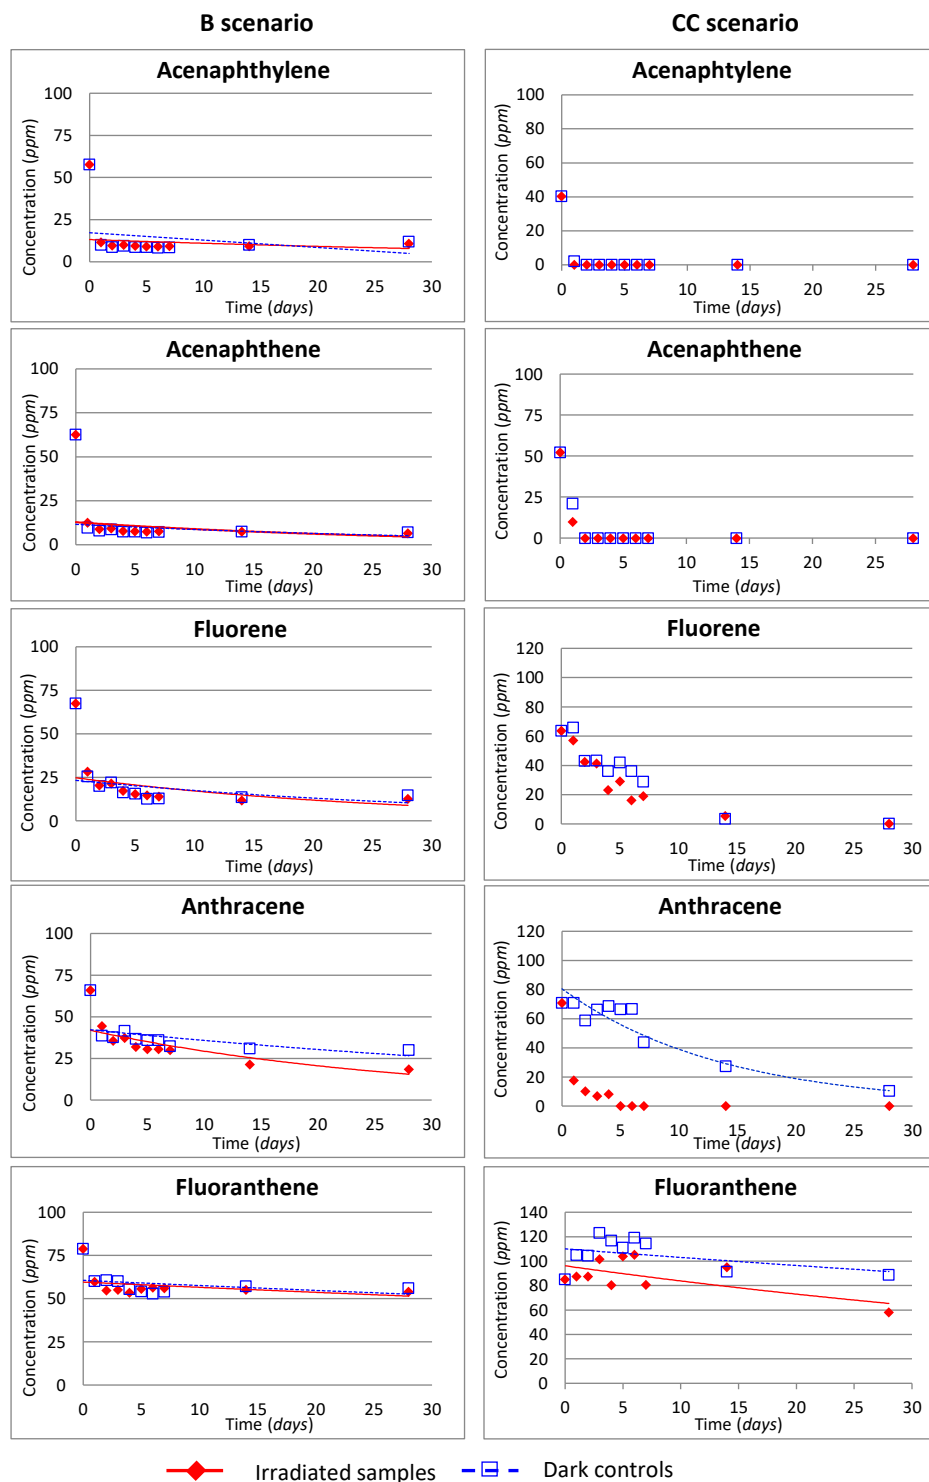 B scenario
CC scenario
Acenaphthylene
Concentration (ppm)
100
75
50
25
0
0 5 10 15 20 25 30
Time (days)
Acenaphtylene
Concentration (ppm)
100
80
60
40
20
0
0 5 10 15 20 25
Time (days)
Acenaphthene
Concentration (ppm)
100
75
50
25
0
0 5 10 15 20 25 30
Time (days)
Acenaphthene
Concentration (ppm)
100
75
50
25
0
0 5 10 15 20 25
Time (days)
Fluorene
Concentration (ppm)
100
75
50
25
0
0 5 10 15 20 25 30
Time (days)
Fluorene
Concentration (ppm)
120
100
80
60
40
20
0
0 5 10 15 20 25 30
Time (days)
Anthracene
Concentration (ppm)
100
75
50
25
0
0 5 10 15 20 25 30
Time (days)
Anthracene
Concentration (ppm)
120
100
80
60
40
20
0
0 5 10 15 20 25 30
Time (days)
Fluoranthene
Concentration (ppm)
100
75
50
25
0
0 5 10 15 20 25 30
Time (days)
Fluoranthene
Concentration (ppm)
140
120
100
80
60
40
20
0
0 5 10 15 20 25 30
Time (days)
Irradiated samples
Dark controls